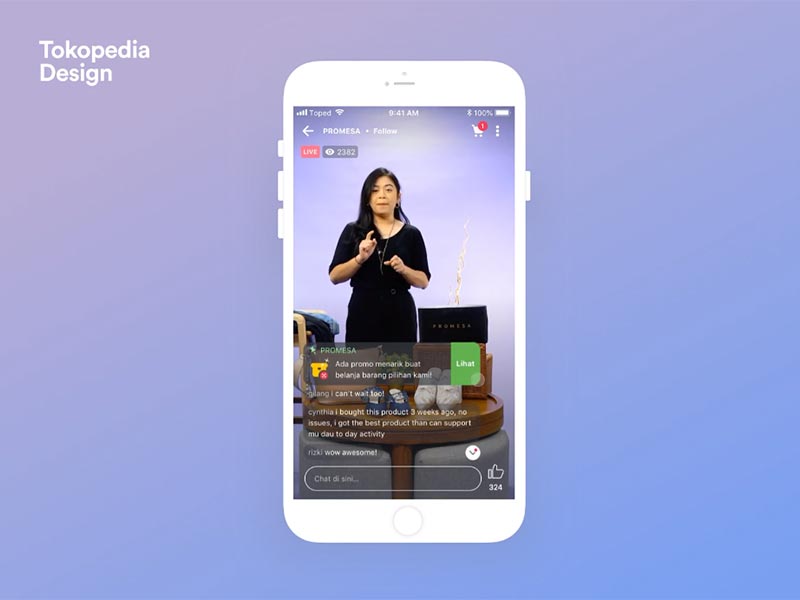 Tokopedia
Design
Toped 9:41 AM 100%
PROMESA • Follow 1
LIVE 2382
PROMESA
PROMESA
Ada promo menarik buat
belanja barang pilihan kami!
Lihat
gilang i can't wait too!
cynthia i bought this product 3 weeks ago, no
issues, i got the best product than can support
mu dau to day activity
rizki wow awesome!
Chat di sini...
324